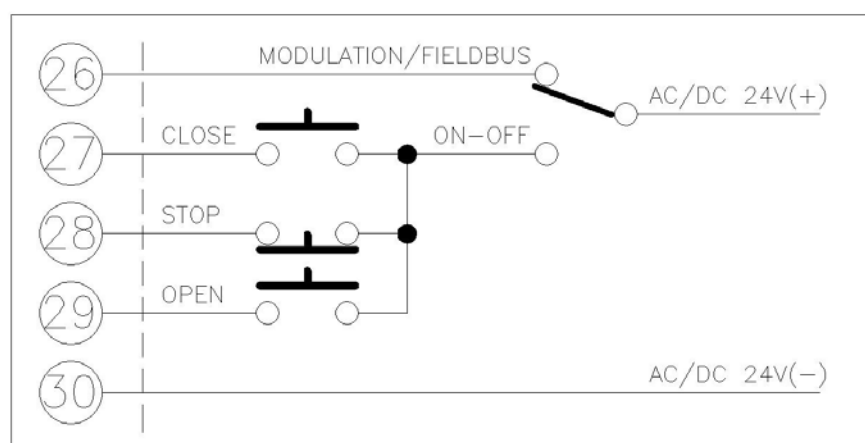 26 MODULATION/FIELDBUS
AC/DC 24V(+)
27 CLOSE ON-OFF
28 STOP
29 OPEN
30 AC/DC 24V(-)